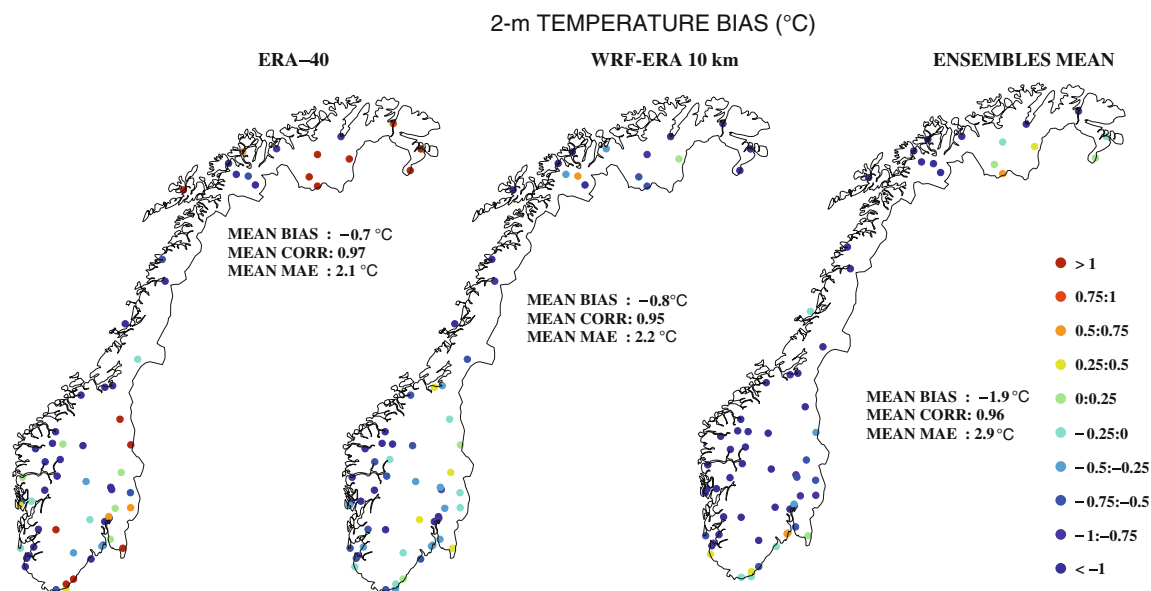 2-m TEMPERATURE BIAS (°C)
ERA−40
WRF-ERA 10 km
ENSEMBLES MEAN
MEAN BIAS : −0.7 °C
MEAN CORR: 0.97
MEAN MAE : 2.1 °C
MEAN BIAS : −0.8°C
MEAN CORR: 0.95
MEAN MAE : 2.2 °C
MEAN BIAS : −1.9°C
MEAN CORR: 0.96
MEAN MAE : 2.9°C
> 1
0.75:1
0.5:0.75
0.25:0.5
0:0.25
−0.25:0
−0.5:−0.25
−0.75:−0.5
−1:−0.75
< −1